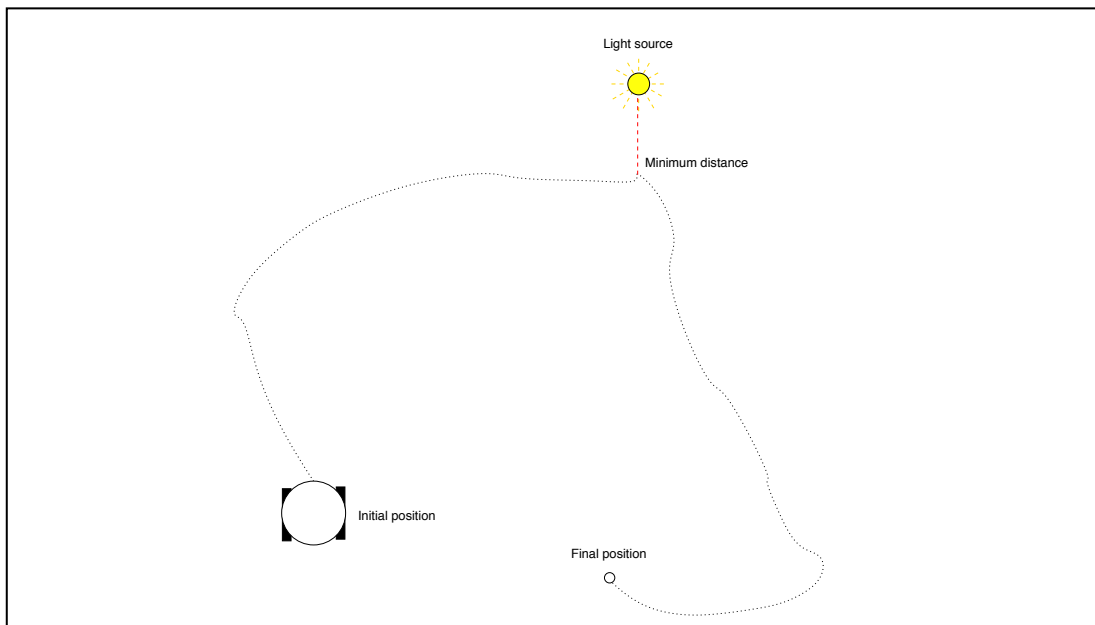 Light source
Minimum distance
Initial position
Final position